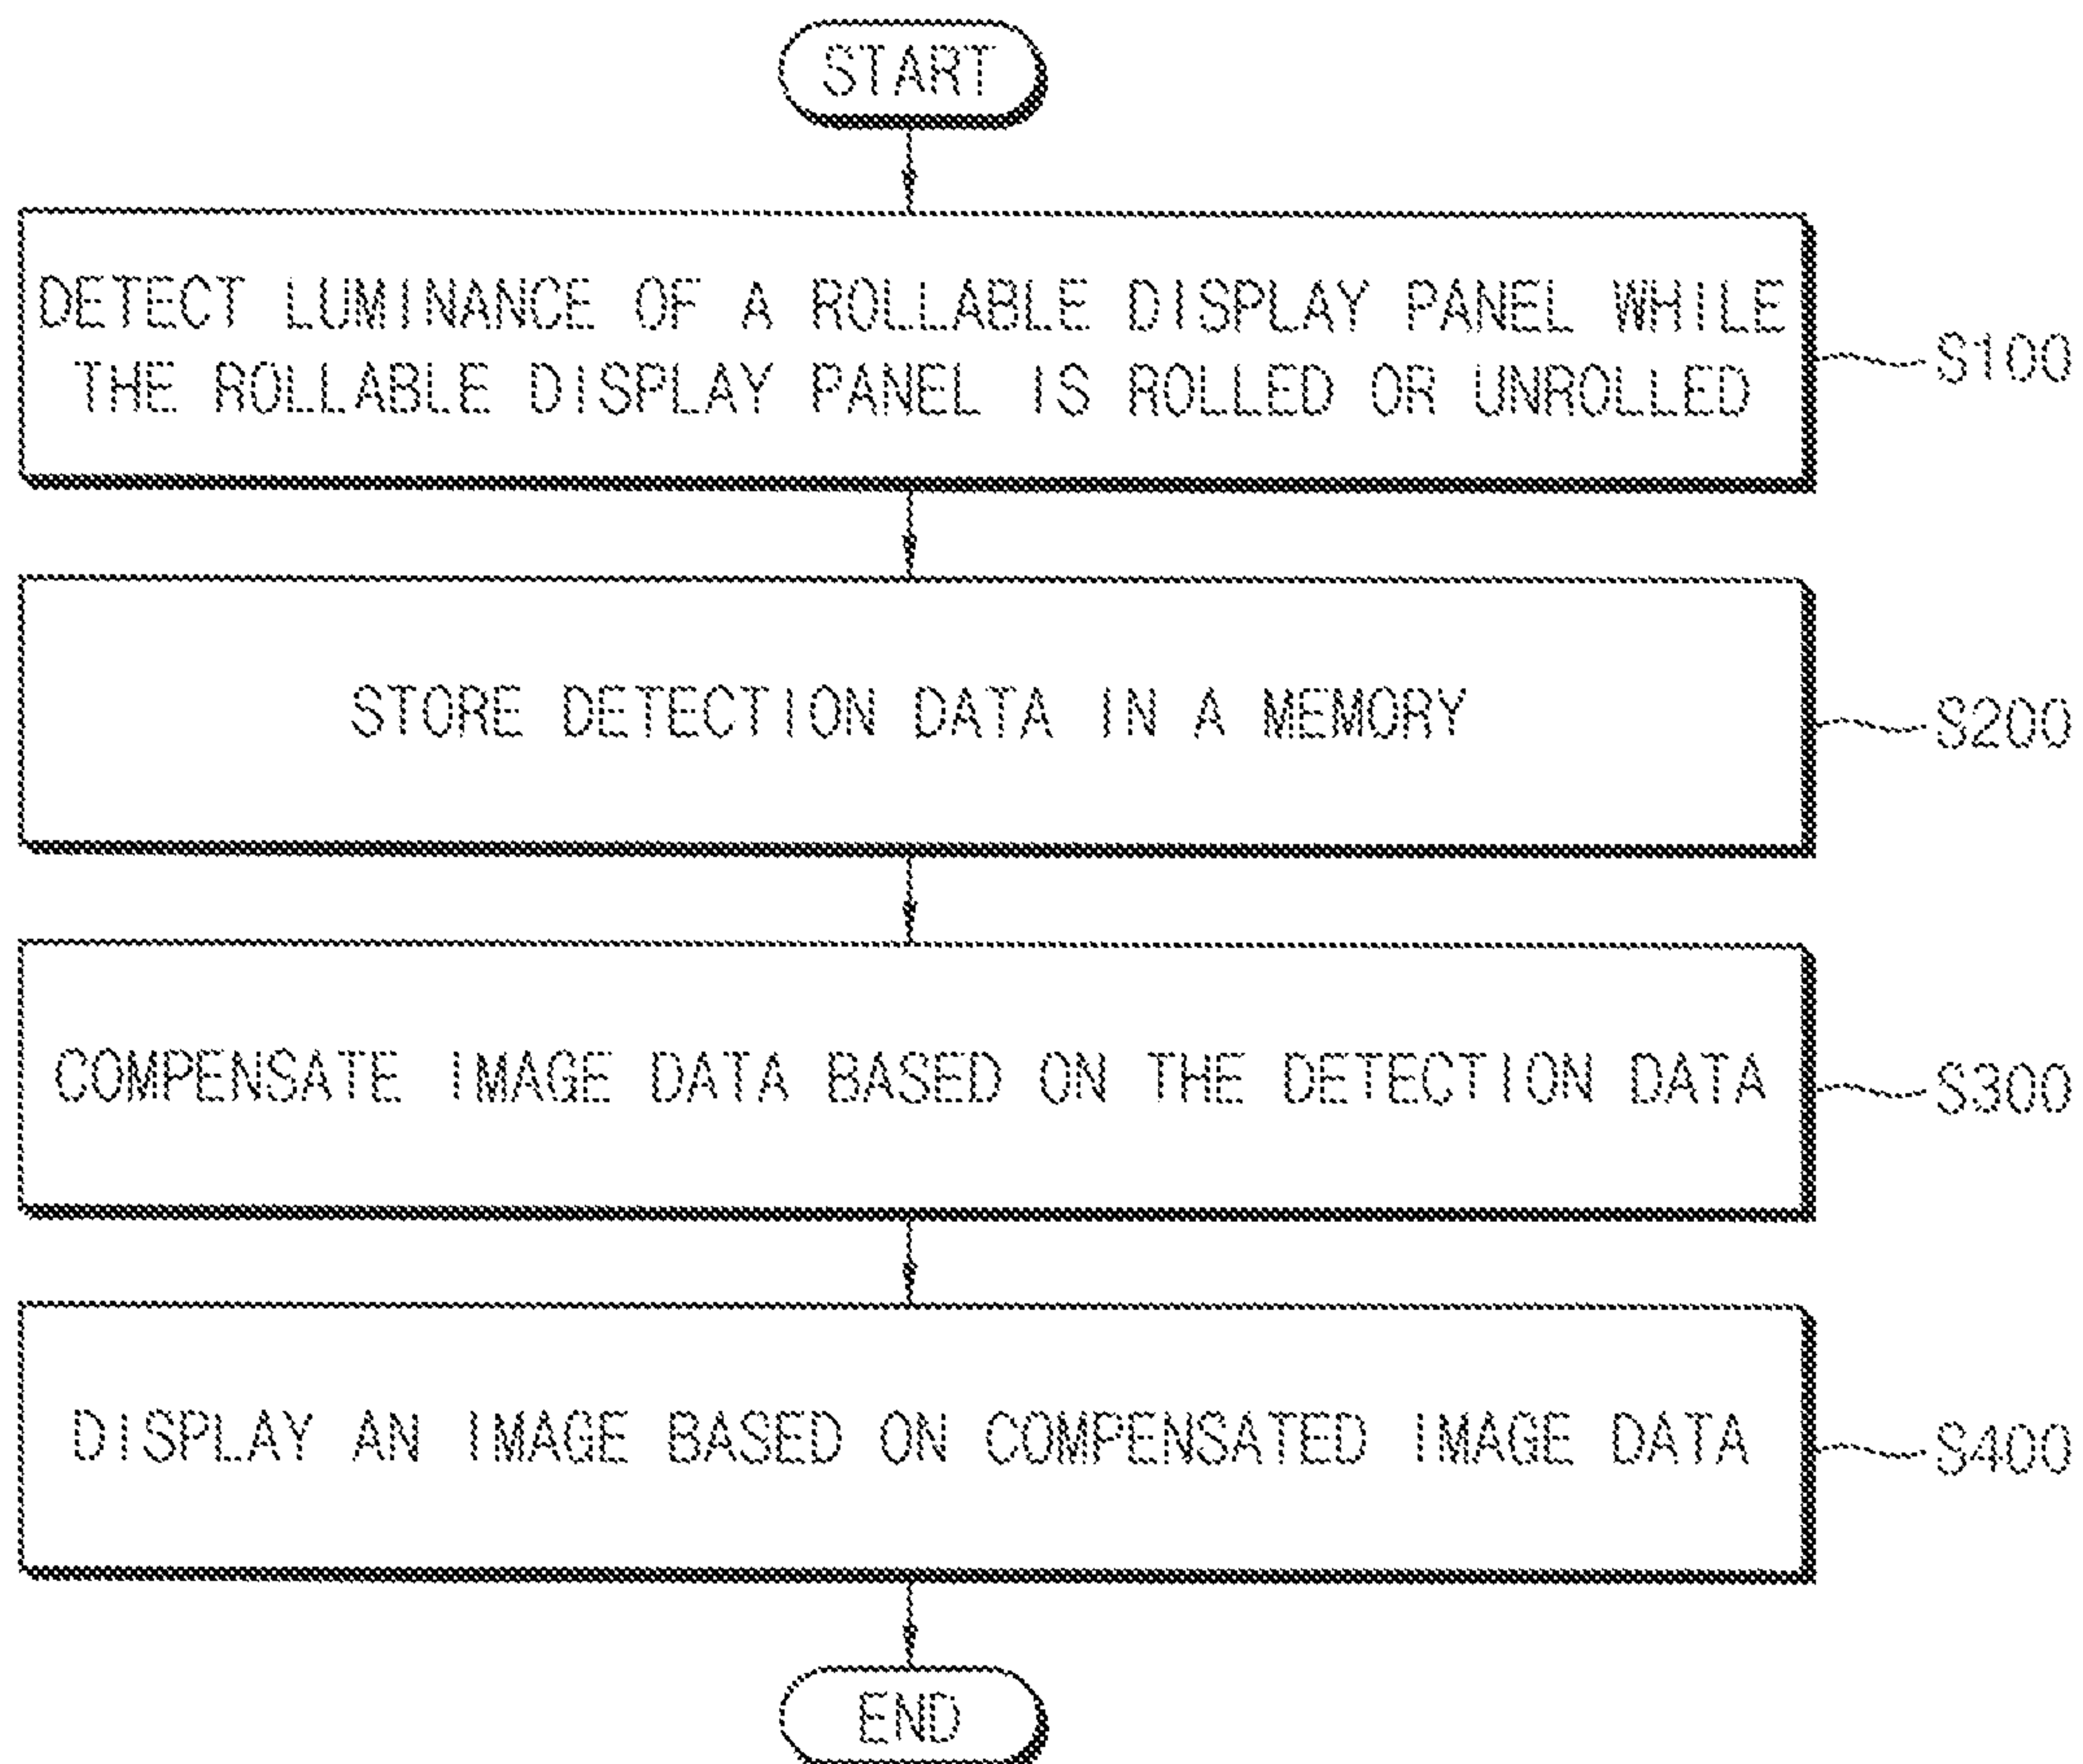 START
DETECT LUMINANCE OF A ROLLABLE DISPLAY PANEL WHILE
THE ROLLABLE DISPLAY PANEL IS ROLLED OR UNROLLED
S100
STORE DETECTION DATA IN A MEMORY
S200
COMPENSATE IMAGE DATA BASED ON THE DETECTION DATA
S300
DISPLAY AN IMAGE BASED ON COMPENSATED IMAGE DATA
S400
END